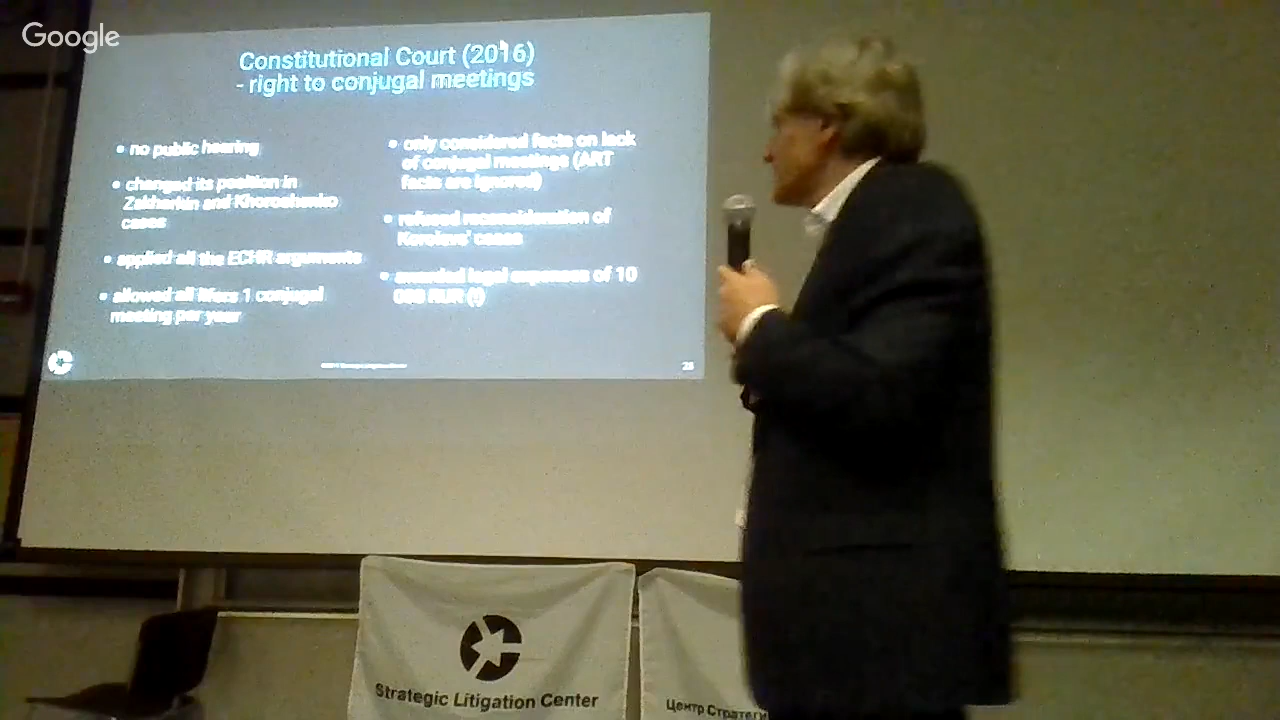 Google
Constitutional Court (2016)
- right to conjugal meetings
• no public hearing
• changed its position in
Zakharkin and Khoroshenko
cases
• applied all the ECHR arguments
• allowed all lifers 1 conjugal
meeting per year
• only considered facts on lack
of conjugal meetings (ART
facts are ignored)
• refused reconsideration of
cases
• awarded legal expenses of 10
RUR (!)
Strategic Litigation Center
Центр Стратеги